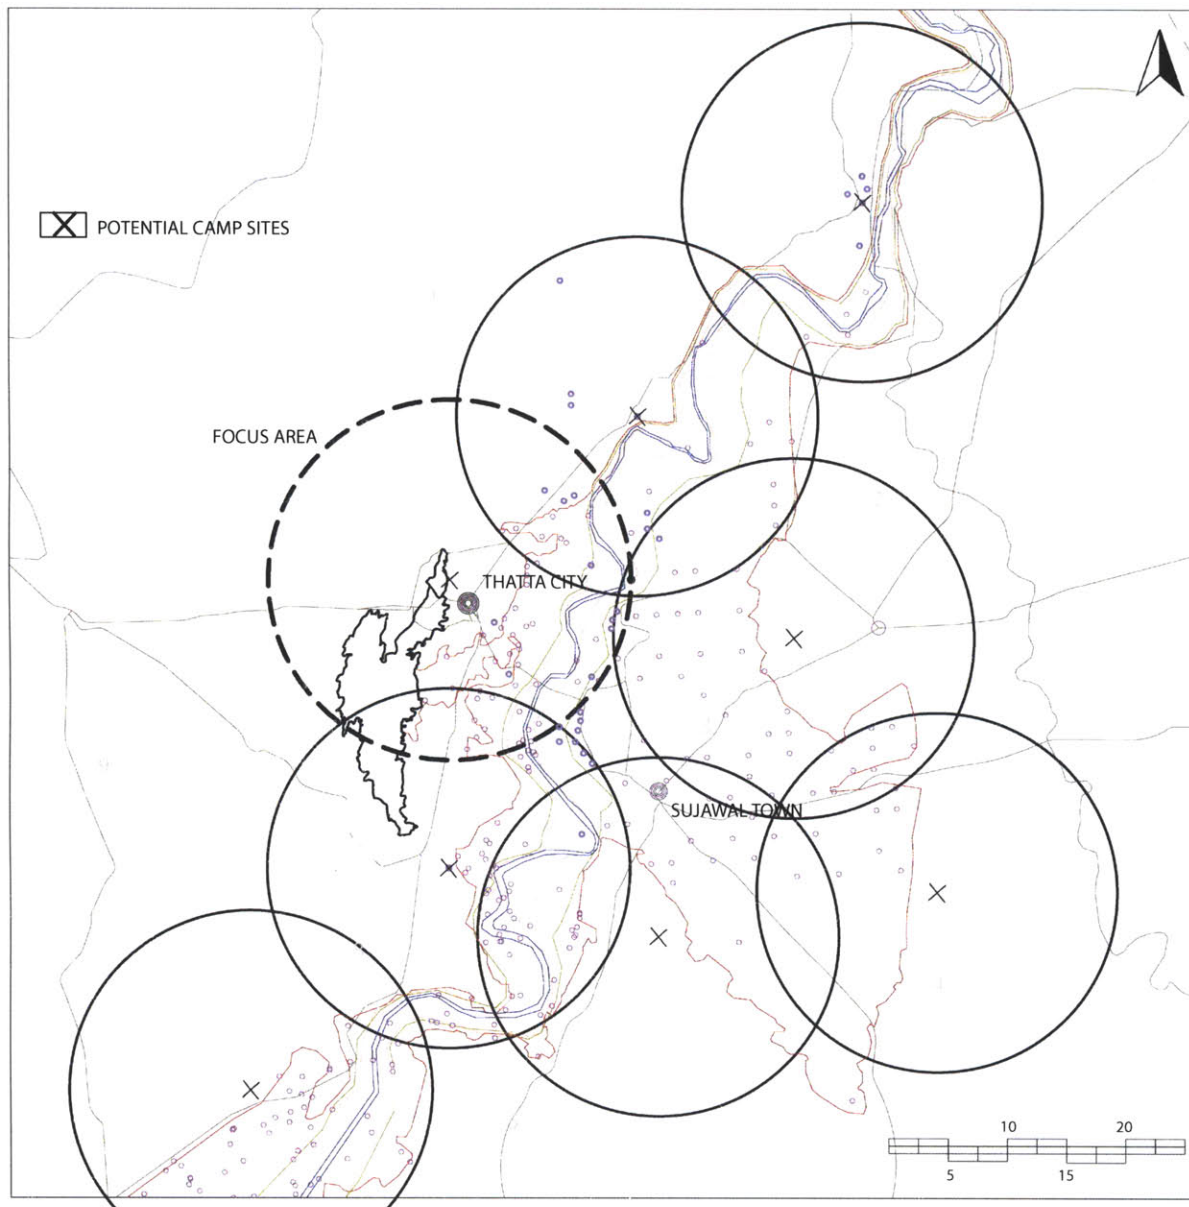 POTENTIAL CAMP SITES
FOCUS AREA
THATTA CITY
SUJAWAL TOWN
10 20
5 15